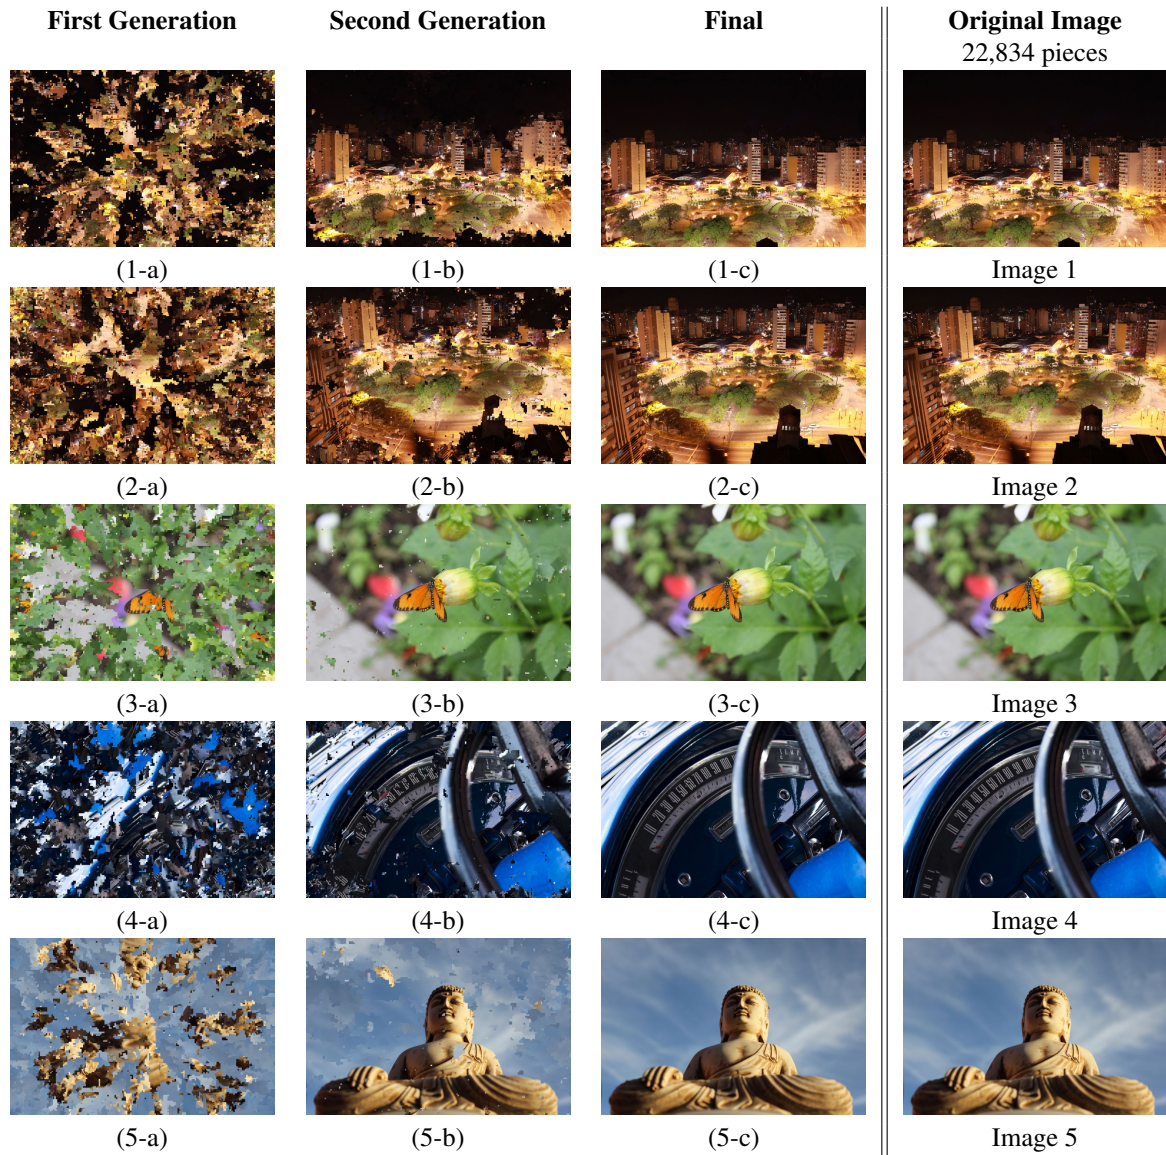 First Generation Second Generation Final Original Image
22,834 pieces
(1-a) (1-b) (1-c) Image 1
(2-a) (2-b) (2-c) Image 2
(3-a) (3-b) (3-c) Image 3
(4-a) (4-b) (4-c) Image 4
(5-a) (5-b) (5-c) Image 5